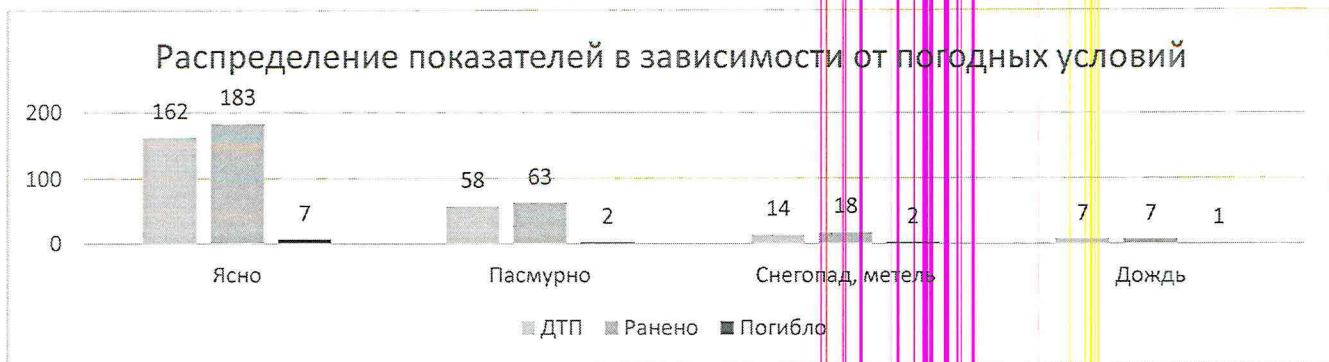 Распределение показателей в зависимости от погодных условий
200
100
0
162
183
7
58
63
2
14
18
2
7
7
1
Ясно
Пасмурно
Снегопад, метель
Дождь
ДТП
Ранено
Погибло